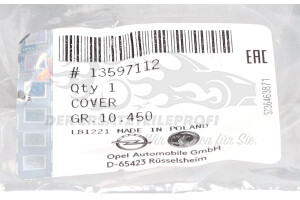 # 13597112
Qty 1
COVER
GR. 10.450
LB1221 MADE IN POLAND
Opel Automobile GmbH
D-65423 Rüsselsheim
EAC